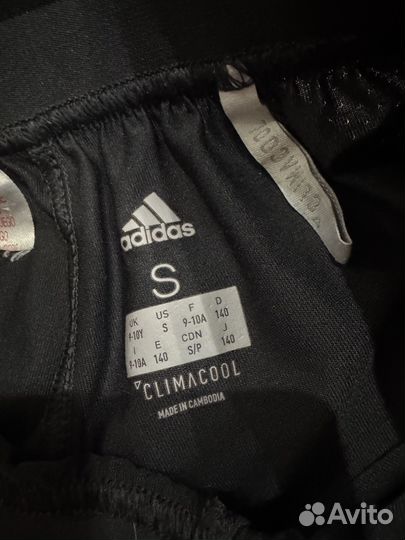 adidas
S
UK US F D
9-10Y S 9-10A 140
I E CDN J
9-10A 140 S/P 140
CLIMACOOL
MADE IN CAMBODIA
Avito